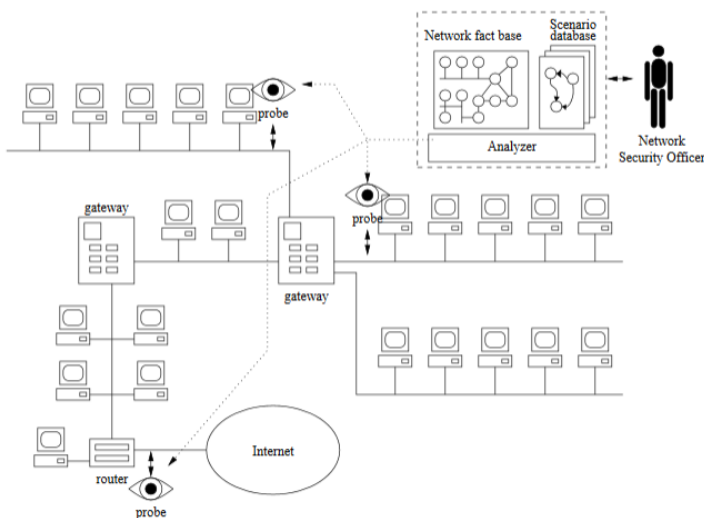 Network fact base
Scenario
database
Analyzer
Network
Security Officer
probe
probe
gateway
gateway
Internet
router
probe